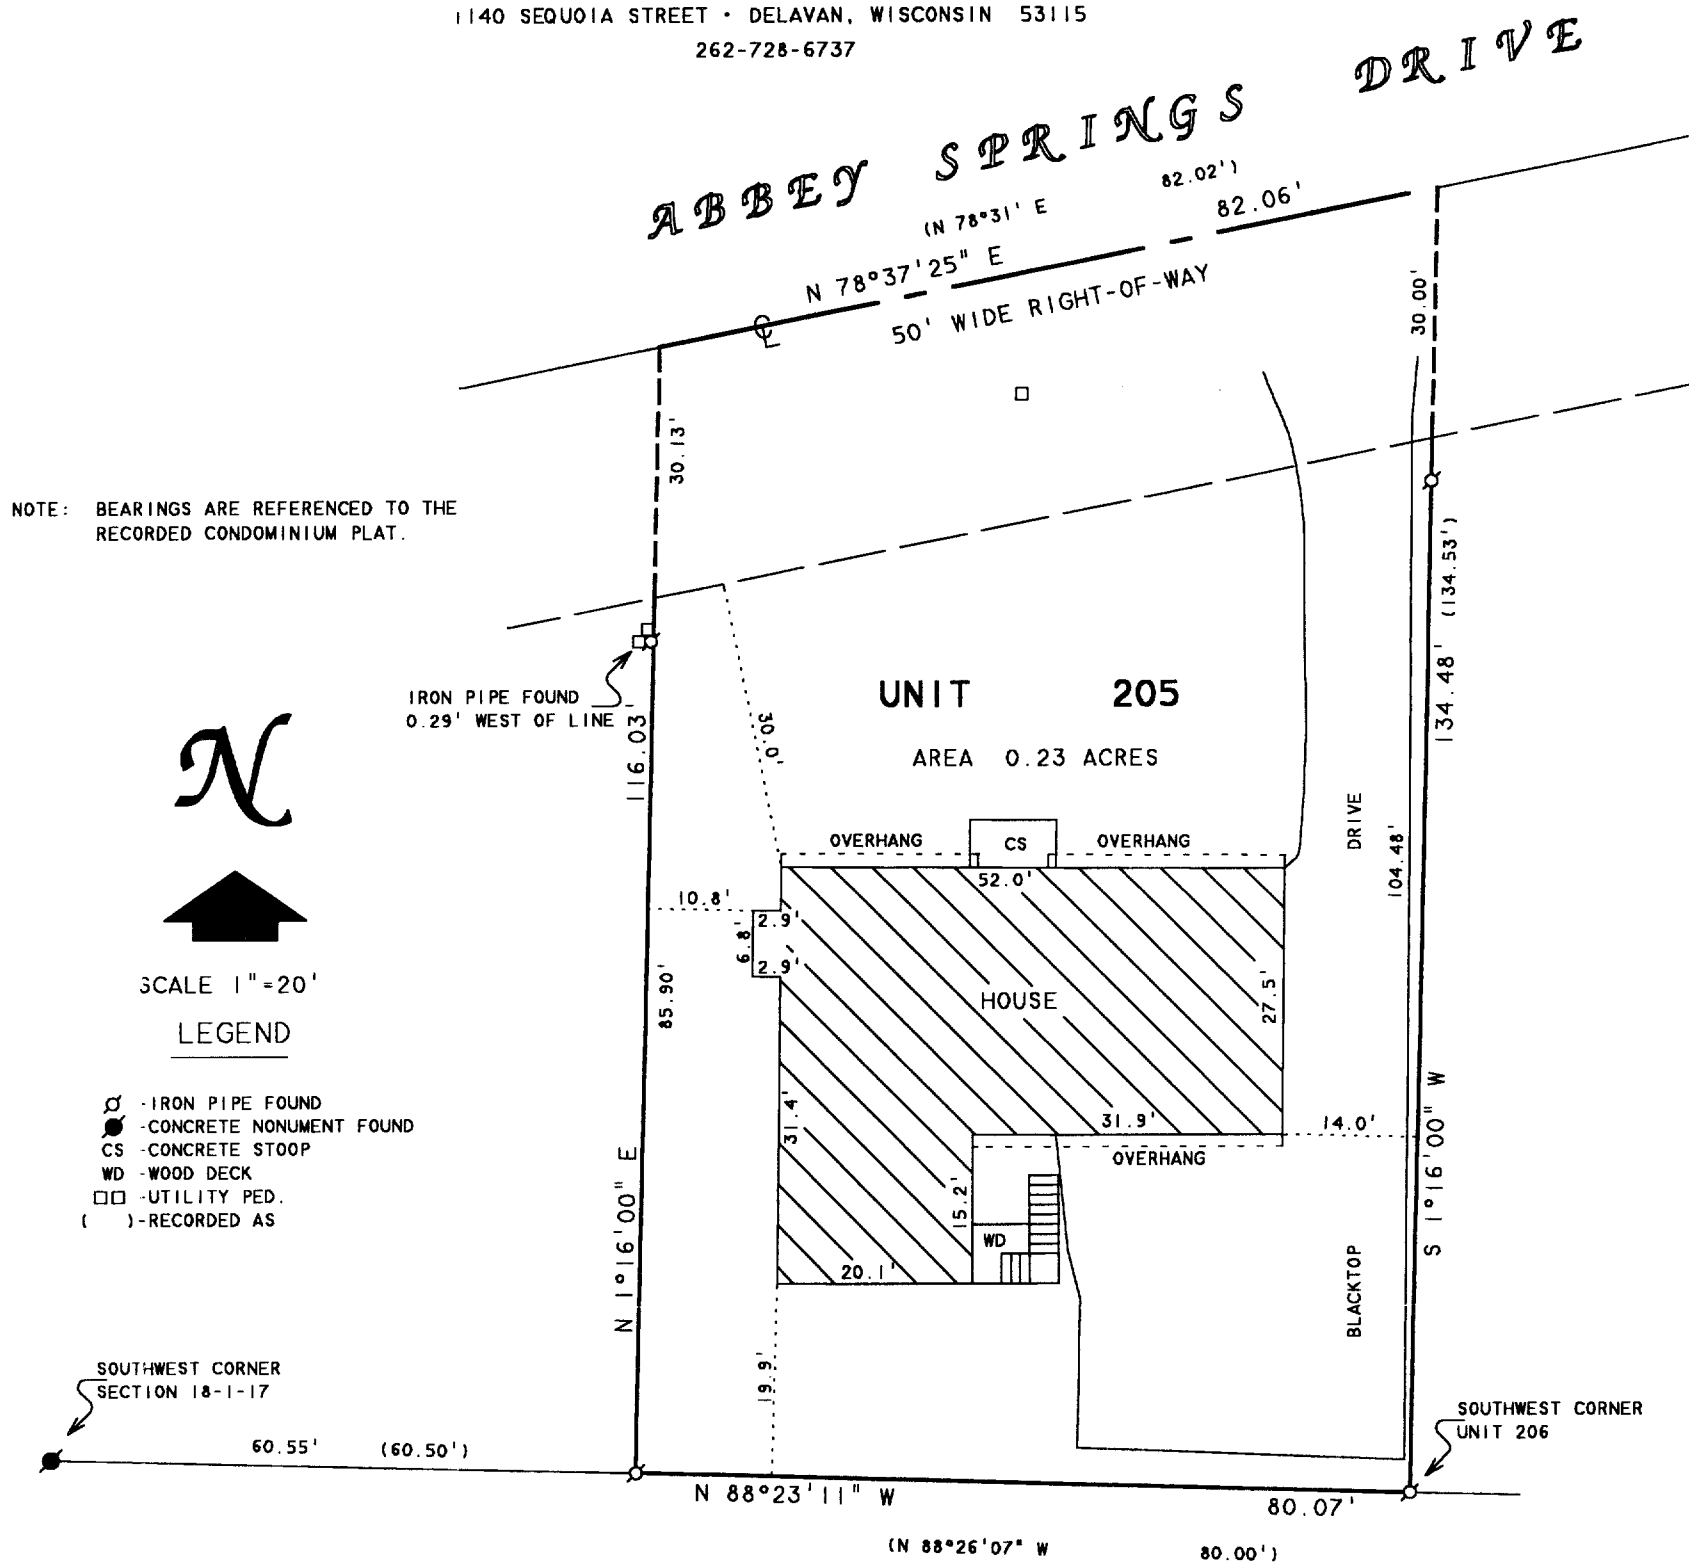 1140 SEQUOIA STREET · DELAVAN, WISCONSIN 53115
262-728-6737
ABBEY SPRINGS DRIVE
(N 78°31' E 82.02')
N 78°37'25" E 82.06'
℄
50' WIDE RIGHT-OF-WAY
30.00'
30.13'
NOTE: BEARINGS ARE REFERENCED TO THE
RECORDED CONDOMINIUM PLAT.
134.48' (134.53')
IRON PIPE FOUND
0.29' WEST OF LINE
116.03'
30.0'
UNIT 205
AREA 0.23 ACRES
N
DRIVE
104.48'
OVERHANG
CS
OVERHANG
52.0'
10.8'
2.9'
6.8'
2.9'
85.90'
HOUSE
27.5'
SCALE 1"=20'
LEGEND
-IRON PIPE FOUND
-CONCRETE NONUMENT FOUND
CS -CONCRETE STOOP
WD -WOOD DECK
-UTILITY PED.
( )-RECORDED AS
31.4'
31.9'
14.0'
OVERHANG
N 1°16'00" E
S 1°16'00" W
15.2'
WD
20.1'
BLACKTOP
19.9'
SOUTHWEST CORNER
SECTION 18-1-17
60.55' (60.50')
SOUTHWEST CORNER
UNIT 206
N 88°23'11" W 80.07'
(N 88°26'07" W 80.00')